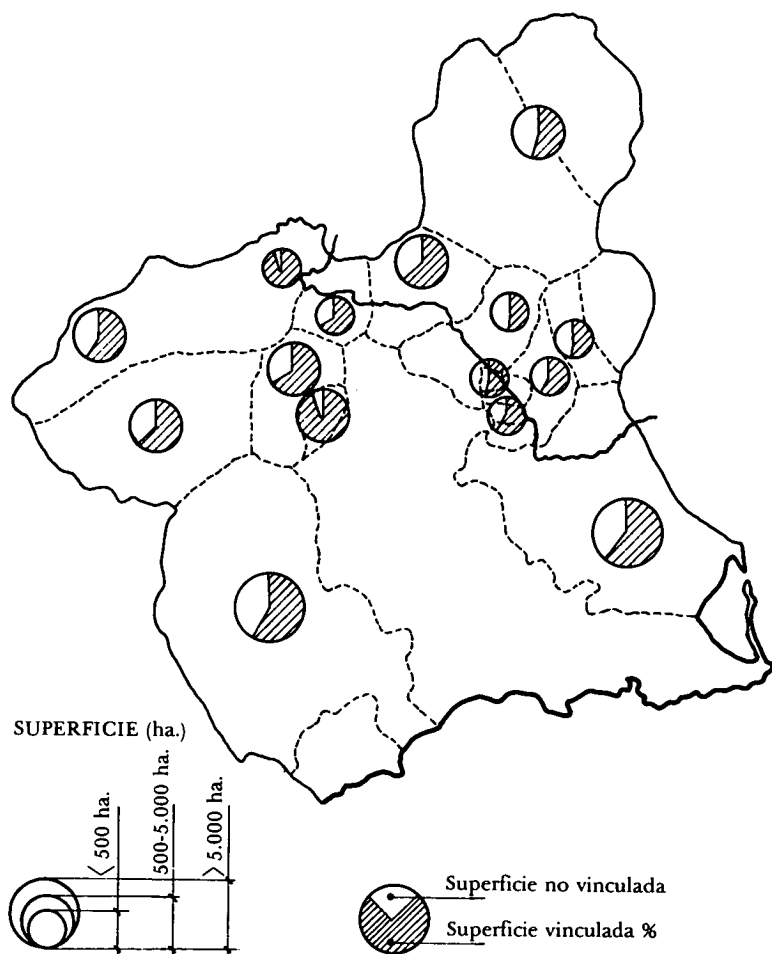 SUPERFICIE (ha.)
< 500 ha.
500-5.000 ha.
> 5.000 ha.
Superficie no vinculada
Superficie vinculada %